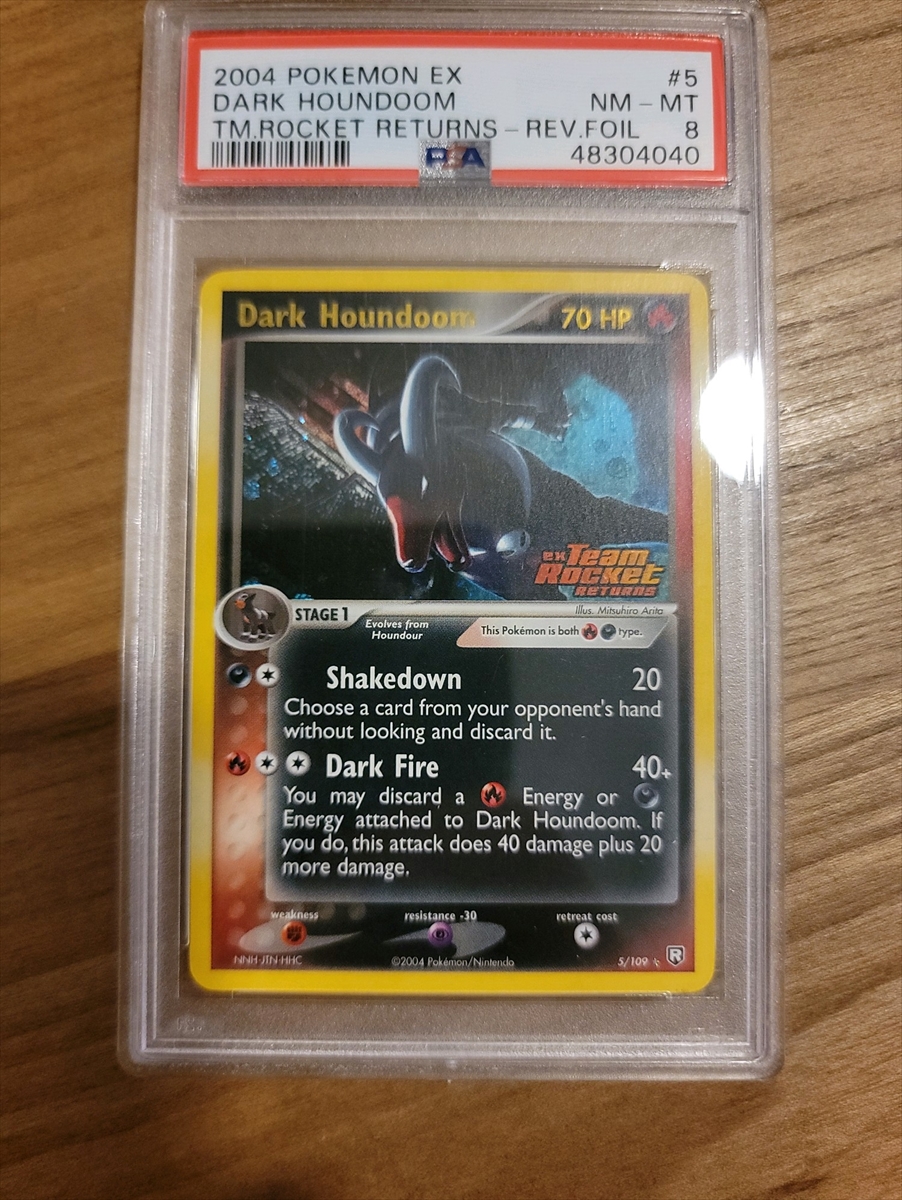 2004 POKEMON EX #5
DARK HOUNDOOM NM - MT
TM.ROCKET RETURNS - REV.FOIL 8
48304040
PSA
Dark Houndoom 70 HP
ex Team
Rocket
RETURNS
Illus. Mitsuhiro Arita
STAGE 1
Evolves from
Houndour
This Pokémon is both type.
Shakedown 20
Choose a card from your opponent's hand
without looking and discard it.
Dark Fire 40+
You may discard a Energy or
Energy attached to Dark Houndoom. If
you do, this attack does 40 damage plus 20
more damage.
weakness resistance -30 retreat cost
NNH-JTN-HHC ©2004 Pokémon/Nintendo 5/109 R